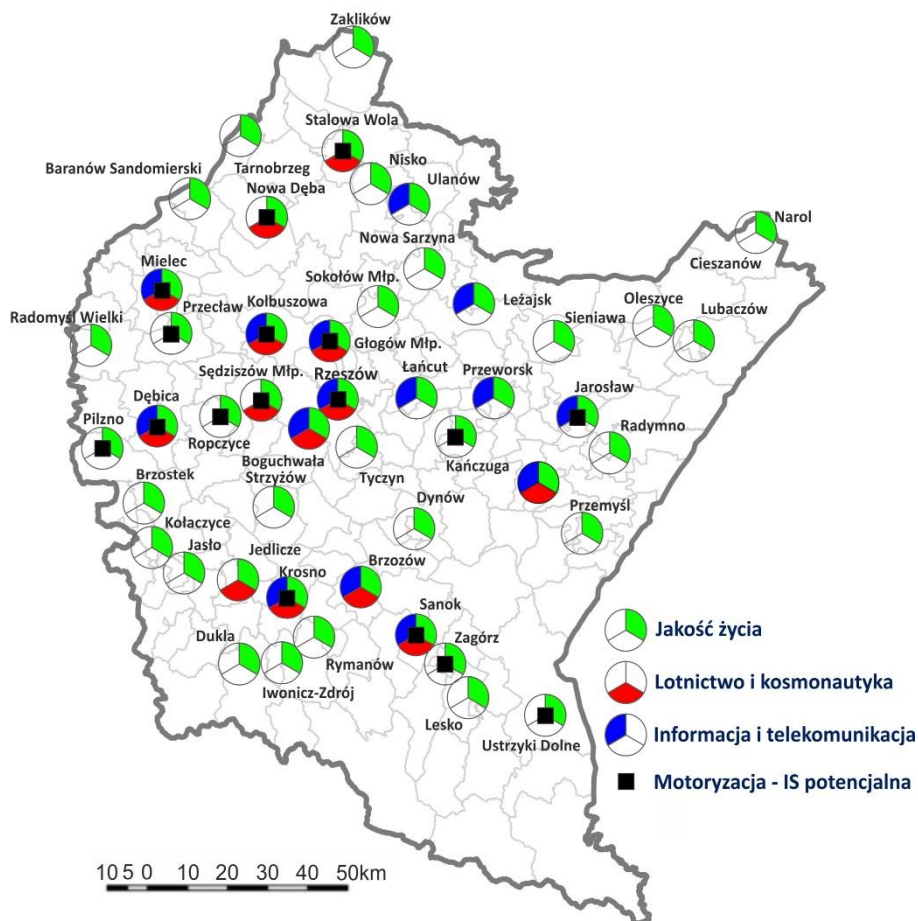 Zaklików
Stalowa Wola
Nisko
Baranów Sandomierski
Tarnobrzeg
Ulanów
Nowa Dęba
Narol
Nowa Sarzyna
Cieszanów
Mielec
Sokołów Młp.
Przecław
Kolbuszowa
Leżajsk
Oleszyce
Lubaczów
Sieniawa
Radomyśl Wielki
Głogów Młp.
Sędziszów Młp.
Rzeszów
Łańcut
Przeworsk
Jarosław
Dębica
Pilzno
Radymno
Ropczyce
Kańczuga
Boguchwała
Tyczyn
Strzyżów
Brzostek
Dynów
Przemyśl
Kołaczyce
Jasło
Jedlicze
Brzozów
Krosno
Sanok
Zagórz
Dukla
Rymanów
Iwonicz-Zdrój
Lesko
Ustrzyki Dolne
Jakość życia
Lotnictwo i kosmonautyka
Informacja i telekomunikacja
Motoryzacja - IS potencjalna
10 5 0 10 20 30 50km